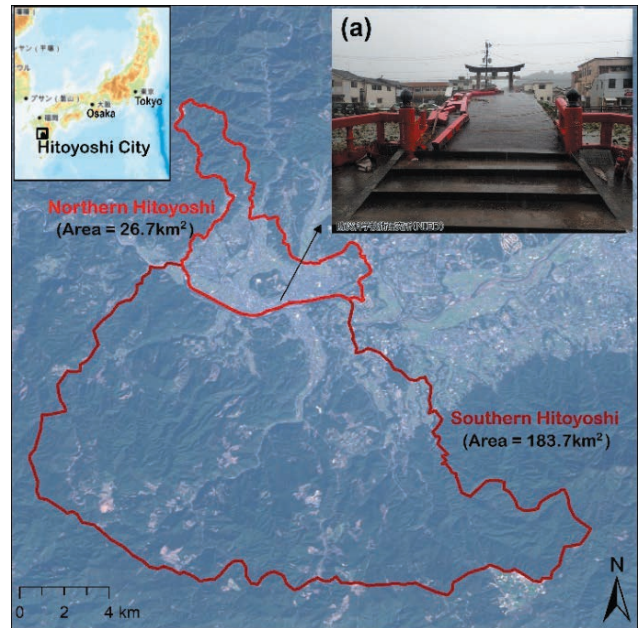 (a)
Tokyo
Osaka
Hitoyoshi City
Northern Hitoyoshi
(Area = 26.7km²)
Southern Hitoyoshi
(Area = 183.7km²)
N
0 2 4 km